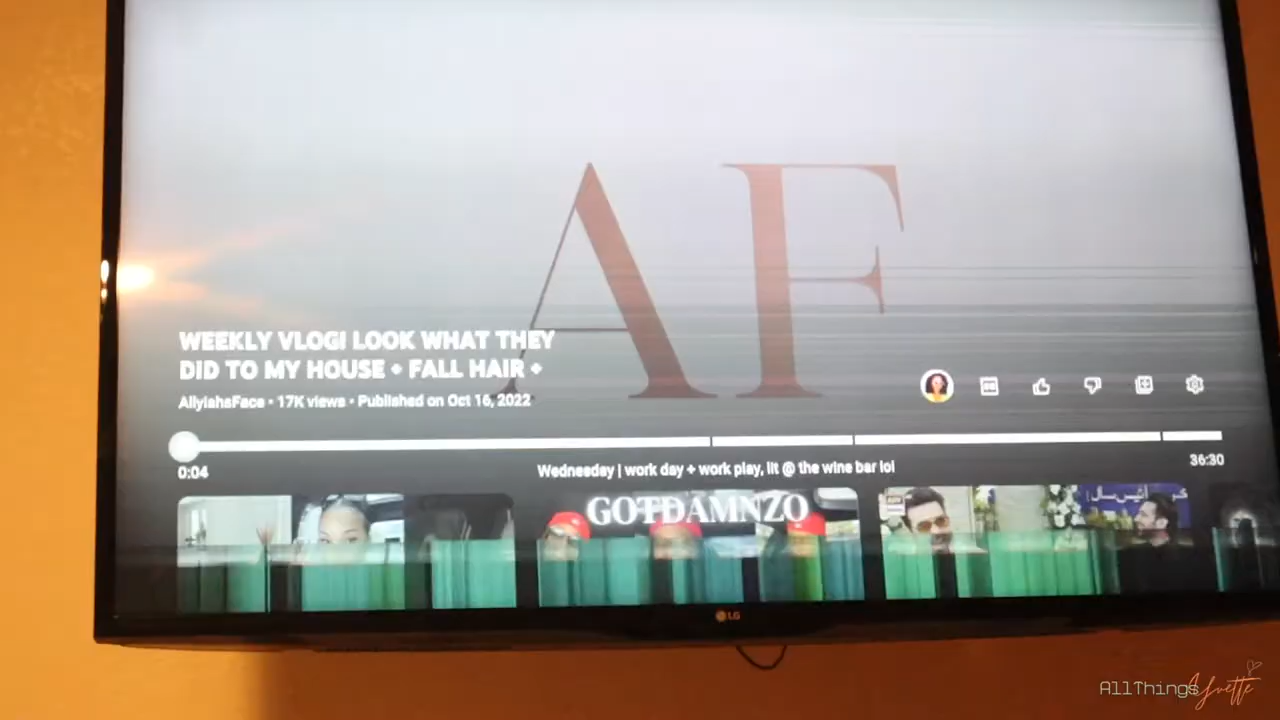 AF
WEEKLY VLOG! LOOK WHAT THEY
DID TO MY HOUSE + FALL HAIR +
AllyiahsFace • 17K views • Published on Oct 16, 2022
0:04
Wednesday | work day + work play, lit @ the wine bar lol
36:30
GOTDAMNZO
LG
AllThings Yvette